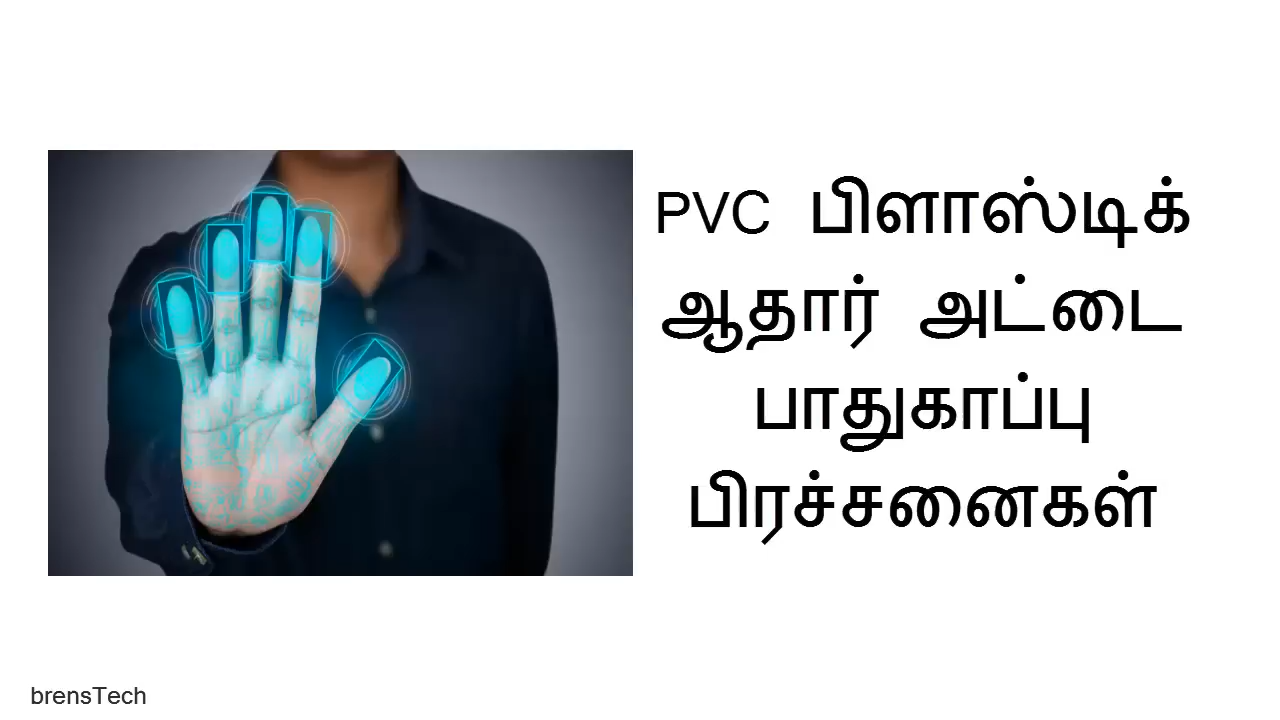 PVC பிளாஸ்டிக்
ஆதார் அட்டை
பாதுகாப்பு
பிரச்சனைகள்
brensTech